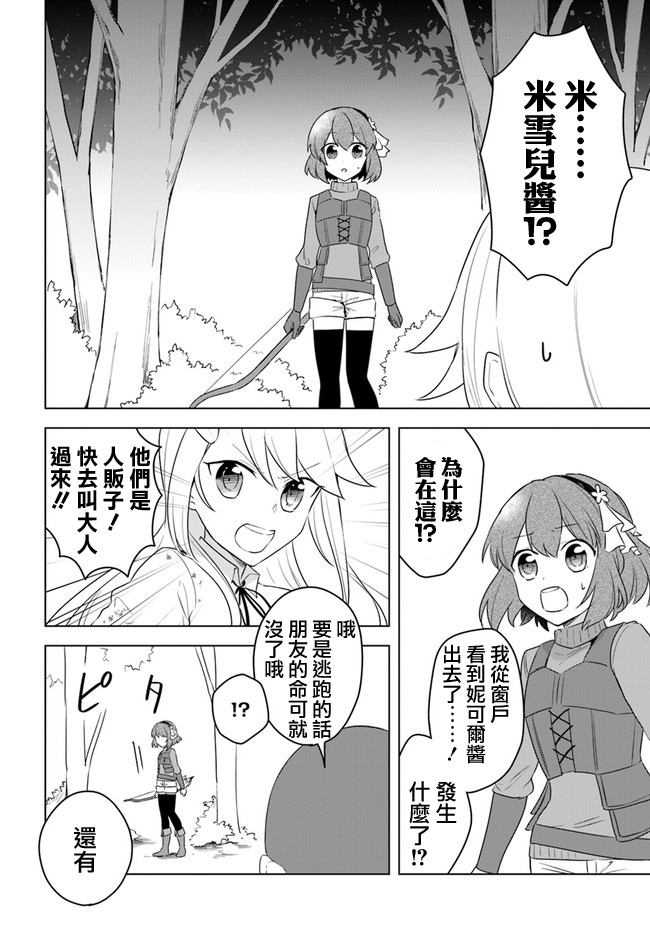 米……
米雪兒醬!?
為什麼
會在這!?
我從窗戶
看到妮可爾醬
出去了……！
發生
什麼了!?
他們是
人販子！
快去叫大人
過來!!
哦
要是逃跑的話
朋友的命可就
沒了哦
!?
ピタ
還有